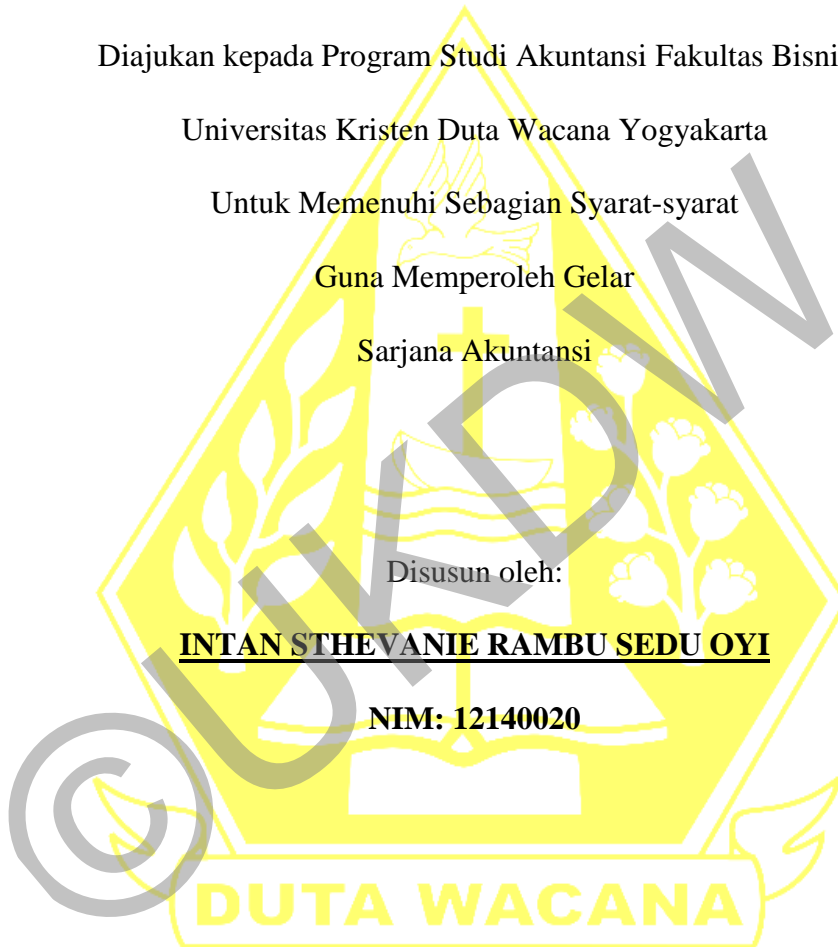 Diajukan kepada Program Studi Akuntansi Fakultas Bisni
Universitas Kristen Duta Wacana Yogyakarta
Untuk Memenuhi Sebagian Syarat-syarat
Guna Memperoleh Gelar
Sarjana Akuntansi
Disusun oleh:
INTAN STHEVANIE RAMBU SEDU OYI
NIM: 12140020
©UKDW
DUTA WACANA